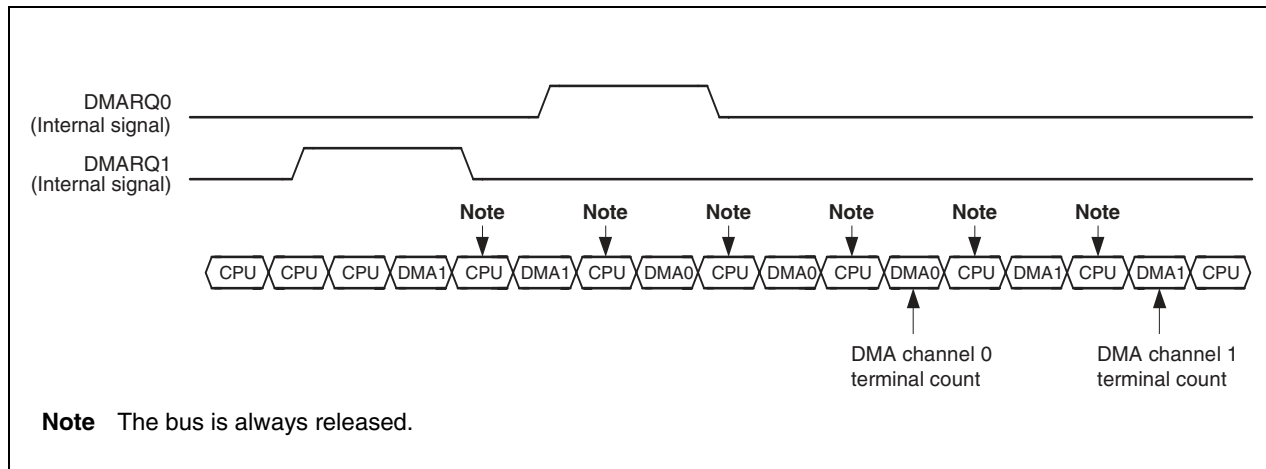 DMARQ0
(Internal signal)
DMARQ1
(Internal signal)
Note Note Note Note Note Note
CPU CPU CPU DMA1 CPU DMA1 CPU DMA0 CPU DMA0 CPU DMA0 CPU DMA1 CPU DMA1 CPU
DMA channel 0
terminal count
DMA channel 1
terminal count
Note The bus is always released.